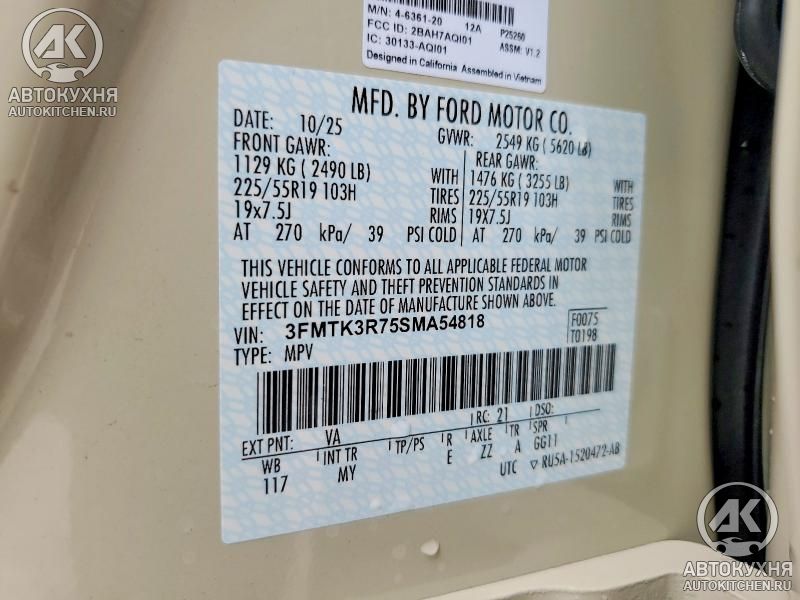 M/N: 4-6361-20 12A P25260
FCC ID: 2BAH7AQI01
IC: 30133-AQI01 ASSM: V1.2
Designed in California Assembled in Vietnam
AK
АВТОКУХНЯ
AUTOKITCHEN.RU
MFD. BY FORD MOTOR CO.
DATE: 10/25 GVWR: 2549 KG ( 5620 LB)
FRONT GAWR: REAR GAWR:
1129 KG ( 2490 LB) WITH 1476 KG ( 3255 LB) WITH
225/55R19 103H TIRES 225/55R19 103H TIRES
19x7.5J RIMS 19x7.5J RIMS
AT 270 kPa/ 39 PSI COLD AT 270 kPa/ 39 PSI COLD
THIS VEHICLE CONFORMS TO ALL APPLICABLE FEDERAL MOTOR
VEHICLE SAFETY AND THEFT PREVENTION STANDARDS IN
EFFECT ON THE DATE OF MANUFACTURE SHOWN ABOVE.
VIN: 3FMTK3R75SMA54818 F0075
TYPE: MPV T0198
RC: 21 DSO:
EXT PNT: VA
WB INT TR TP/PS R AXLE TR SPR
117 MY E ZZ A GG11
UTC ▽ RU5A-1520472-AB
AK
АВТОКУХНЯ
AUTOKITCHEN.RU